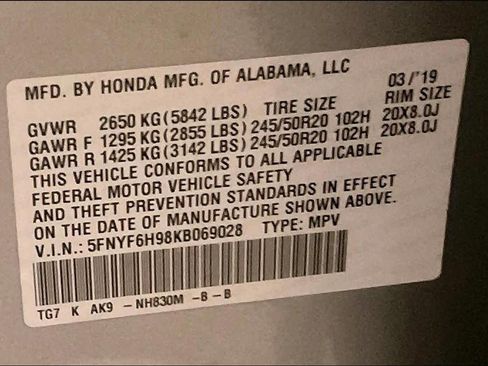 MFD. BY HONDA MFG. OF ALABAMA, LLC 03/'19
GVWR 2650 KG(5842 LBS) TIRE SIZE RIM SIZE
GAWR F 1295 KG(2855 LBS) 245/50R20 102H 20X8.0J
GAWR R 1425 KG(3142 LBS) 245/50R20 102H 20X8.0J
THIS VEHICLE CONFORMS TO ALL APPLICABLE
FEDERAL MOTOR VEHICLE SAFETY
AND THEFT PREVENTION STANDARDS IN EFFECT
ON THE DATE OF MANUFACTURE SHOWN ABOVE.
V.I.N.: 5FNYF6H98KB069028 TYPE: MPV
TG7 K AK9 -NH830M -B -B